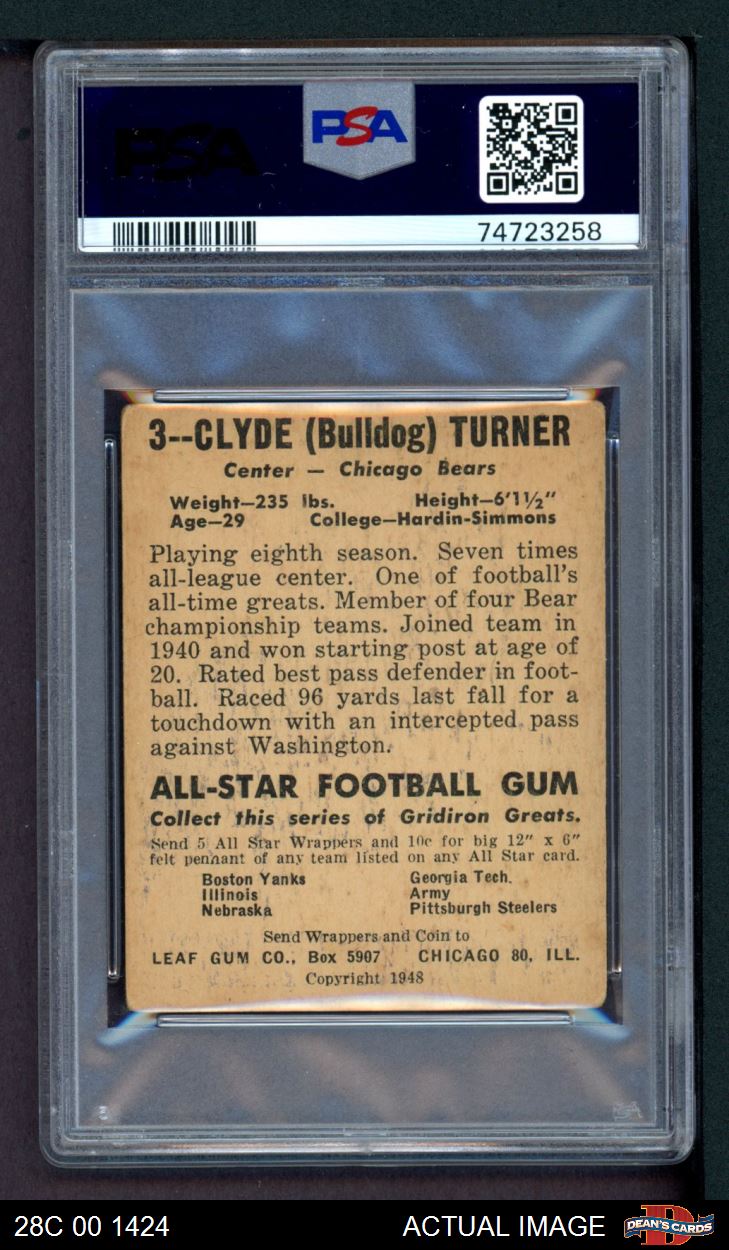 PSA
PSA
74723258
3--CLYDE (Bulldog) TURNER
Center — Chicago Bears
Weight—235 lbs. Height—6'1½"
Age—29 College—Hardin-Simmons
Playing eighth season. Seven times
all-league center. One of football's
all-time greats. Member of four Bear
championship teams. Joined team in
1940 and won starting post at age of
20. Rated best pass defender in foot-
ball. Raced 96 yards last fall for a
touchdown with an intercepted pass
against Washington.
ALL-STAR FOOTBALL GUM
Collect this series of Gridiron Greats.
Send 5 All Star Wrappers and 10c for big 12" x 6"
felt pennant of any team listed on any All Star card.
Boston Yanks Georgia Tech.
Illinois Army
Nebraska Pittsburgh Steelers
Send Wrappers and Coin to
LEAF GUM CO., Box 5907 CHICAGO 80, ILL.
Copyright 1948
PSA
28C 00 1424 ACTUAL IMAGE DEAN'S CARDS